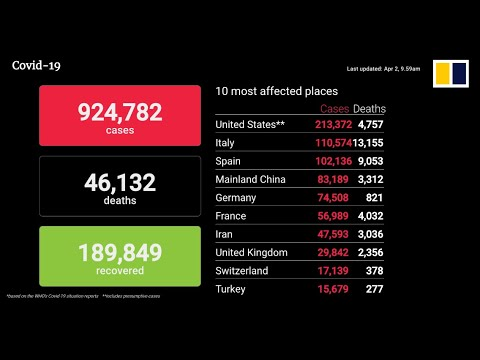 Covid-19
Last updated: Apr 2, 9.59am
924,782
cases
46,132
deaths
189,849
recovered
*based on the WHO's Covid-19 situation reports **includes presumptive cases
10 most affected places
Cases Deaths
United States** 213,372 4,757
Italy 110,574 13,155
Spain 102,136 9,053
Mainland China 83,189 3,312
Germany 74,508 821
France 56,989 4,032
Iran 47,593 3,036
United Kingdom 29,842 2,356
Switzerland 17,139 378
Turkey 15,679 277